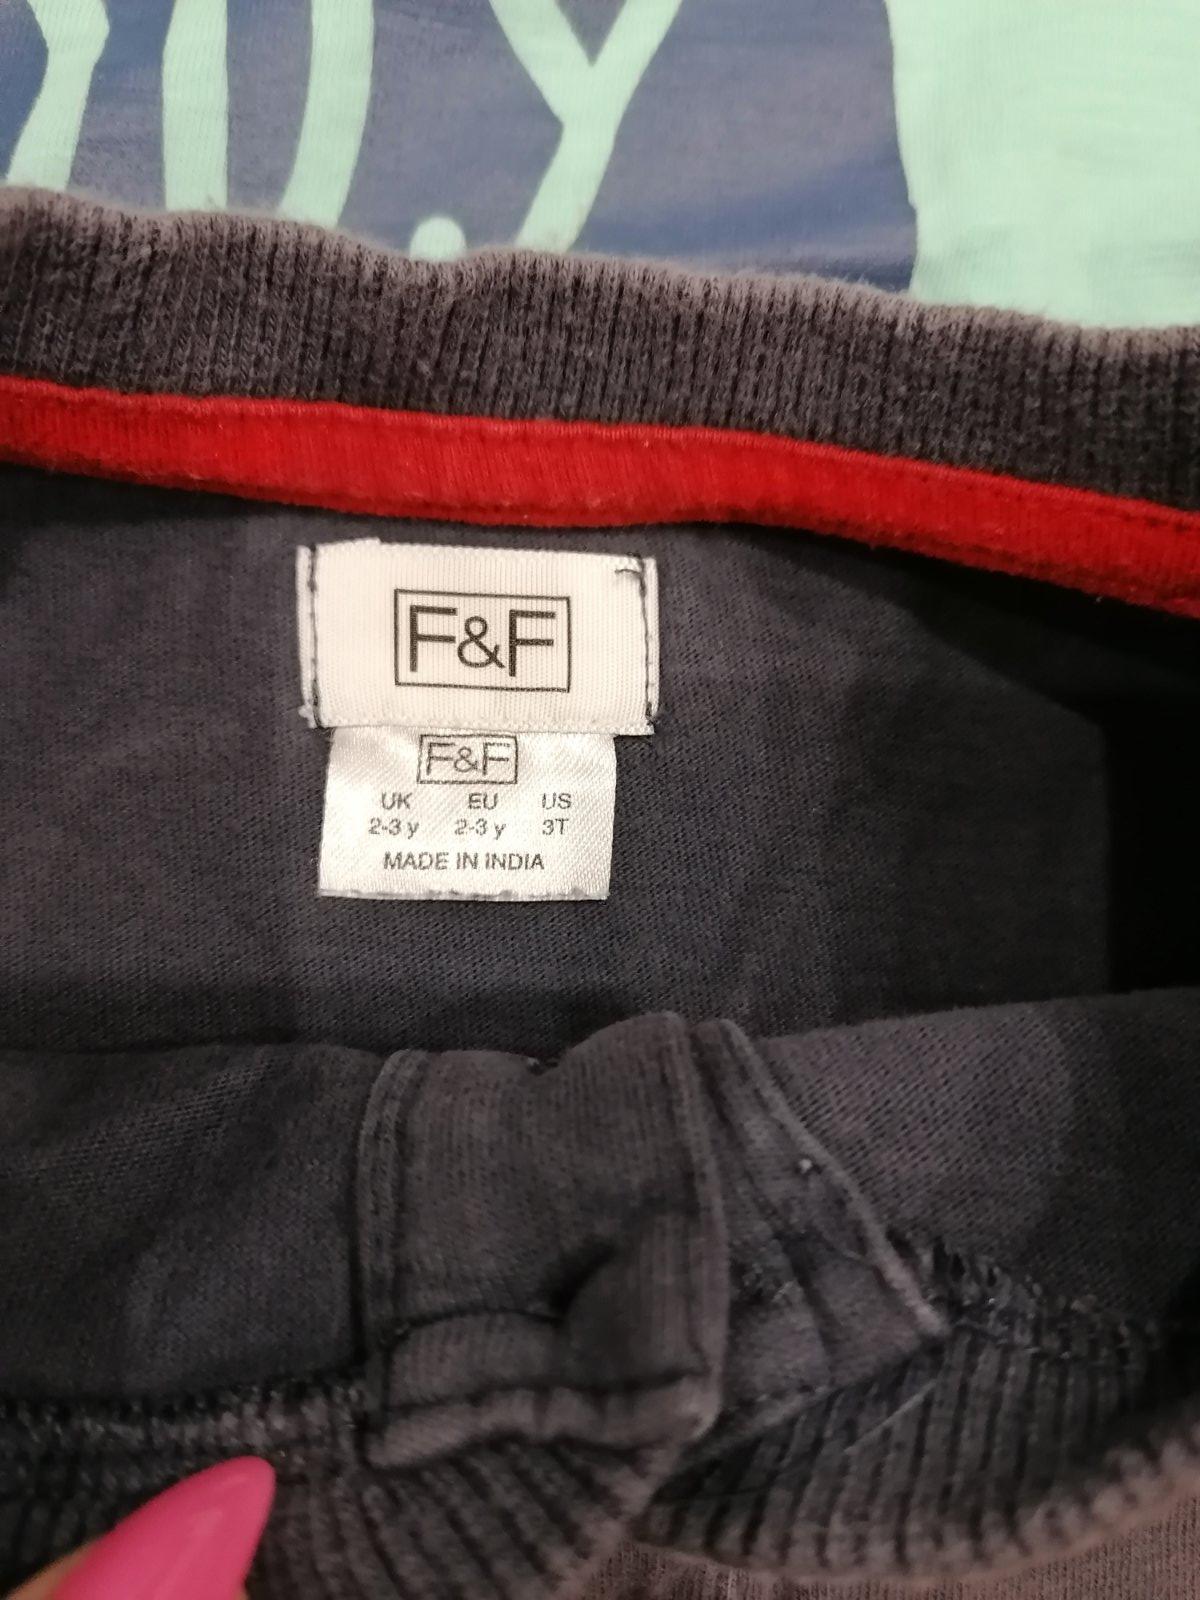 F&F
F&F
UK EU US
2-3 y 2-3 y 3T
MADE IN INDIA